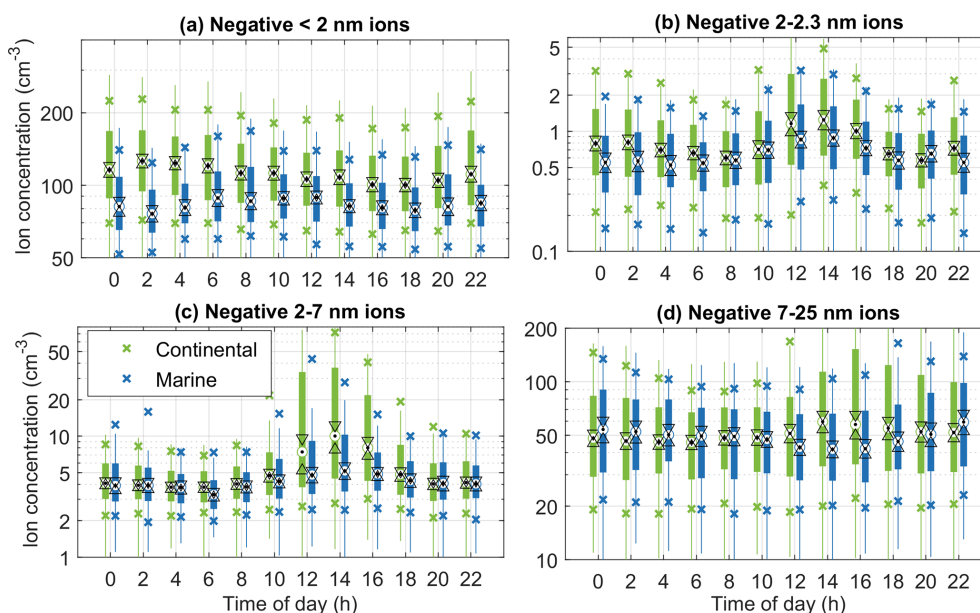 (a) Negative < 2 nm ions
Ion concentration (cm-3)
200
100
50
0 2 4 6 8 10 12 14 16 18 20 22
(b) Negative 2-2.3 nm ions
5
2
1
0.5
0.1
0 2 4 6 8 10 12 14 16 18 20 22
(c) Negative 2-7 nm ions
Ion concentration (cm-3)
50
20
10
5
2
1
Continental
Marine
0 2 4 6 8 10 12 14 16 18 20 22
Time of day (h)
(d) Negative 7-25 nm ions
200
100
50
20
10
0 2 4 6 8 10 12 14 16 18 20 22
Time of day (h)